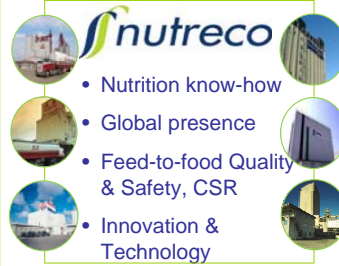 nutreco
• Nutrition know-how
• Global presence
• Feed-to-food Quality
& Safety, CSR
• Innovation &
Technology